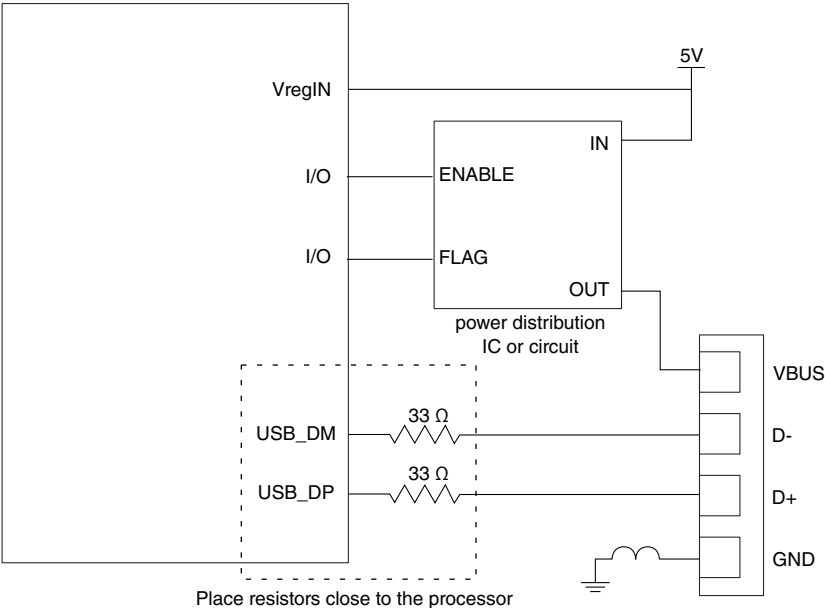 5V
VregIN
IN
I/O
ENABLE
I/O
FLAG
OUT
power distribution
IC or circuit
VBUS
33 Ω
USB_DM
D-
33 Ω
USB_DP
D+
GND
Place resistors close to the processor